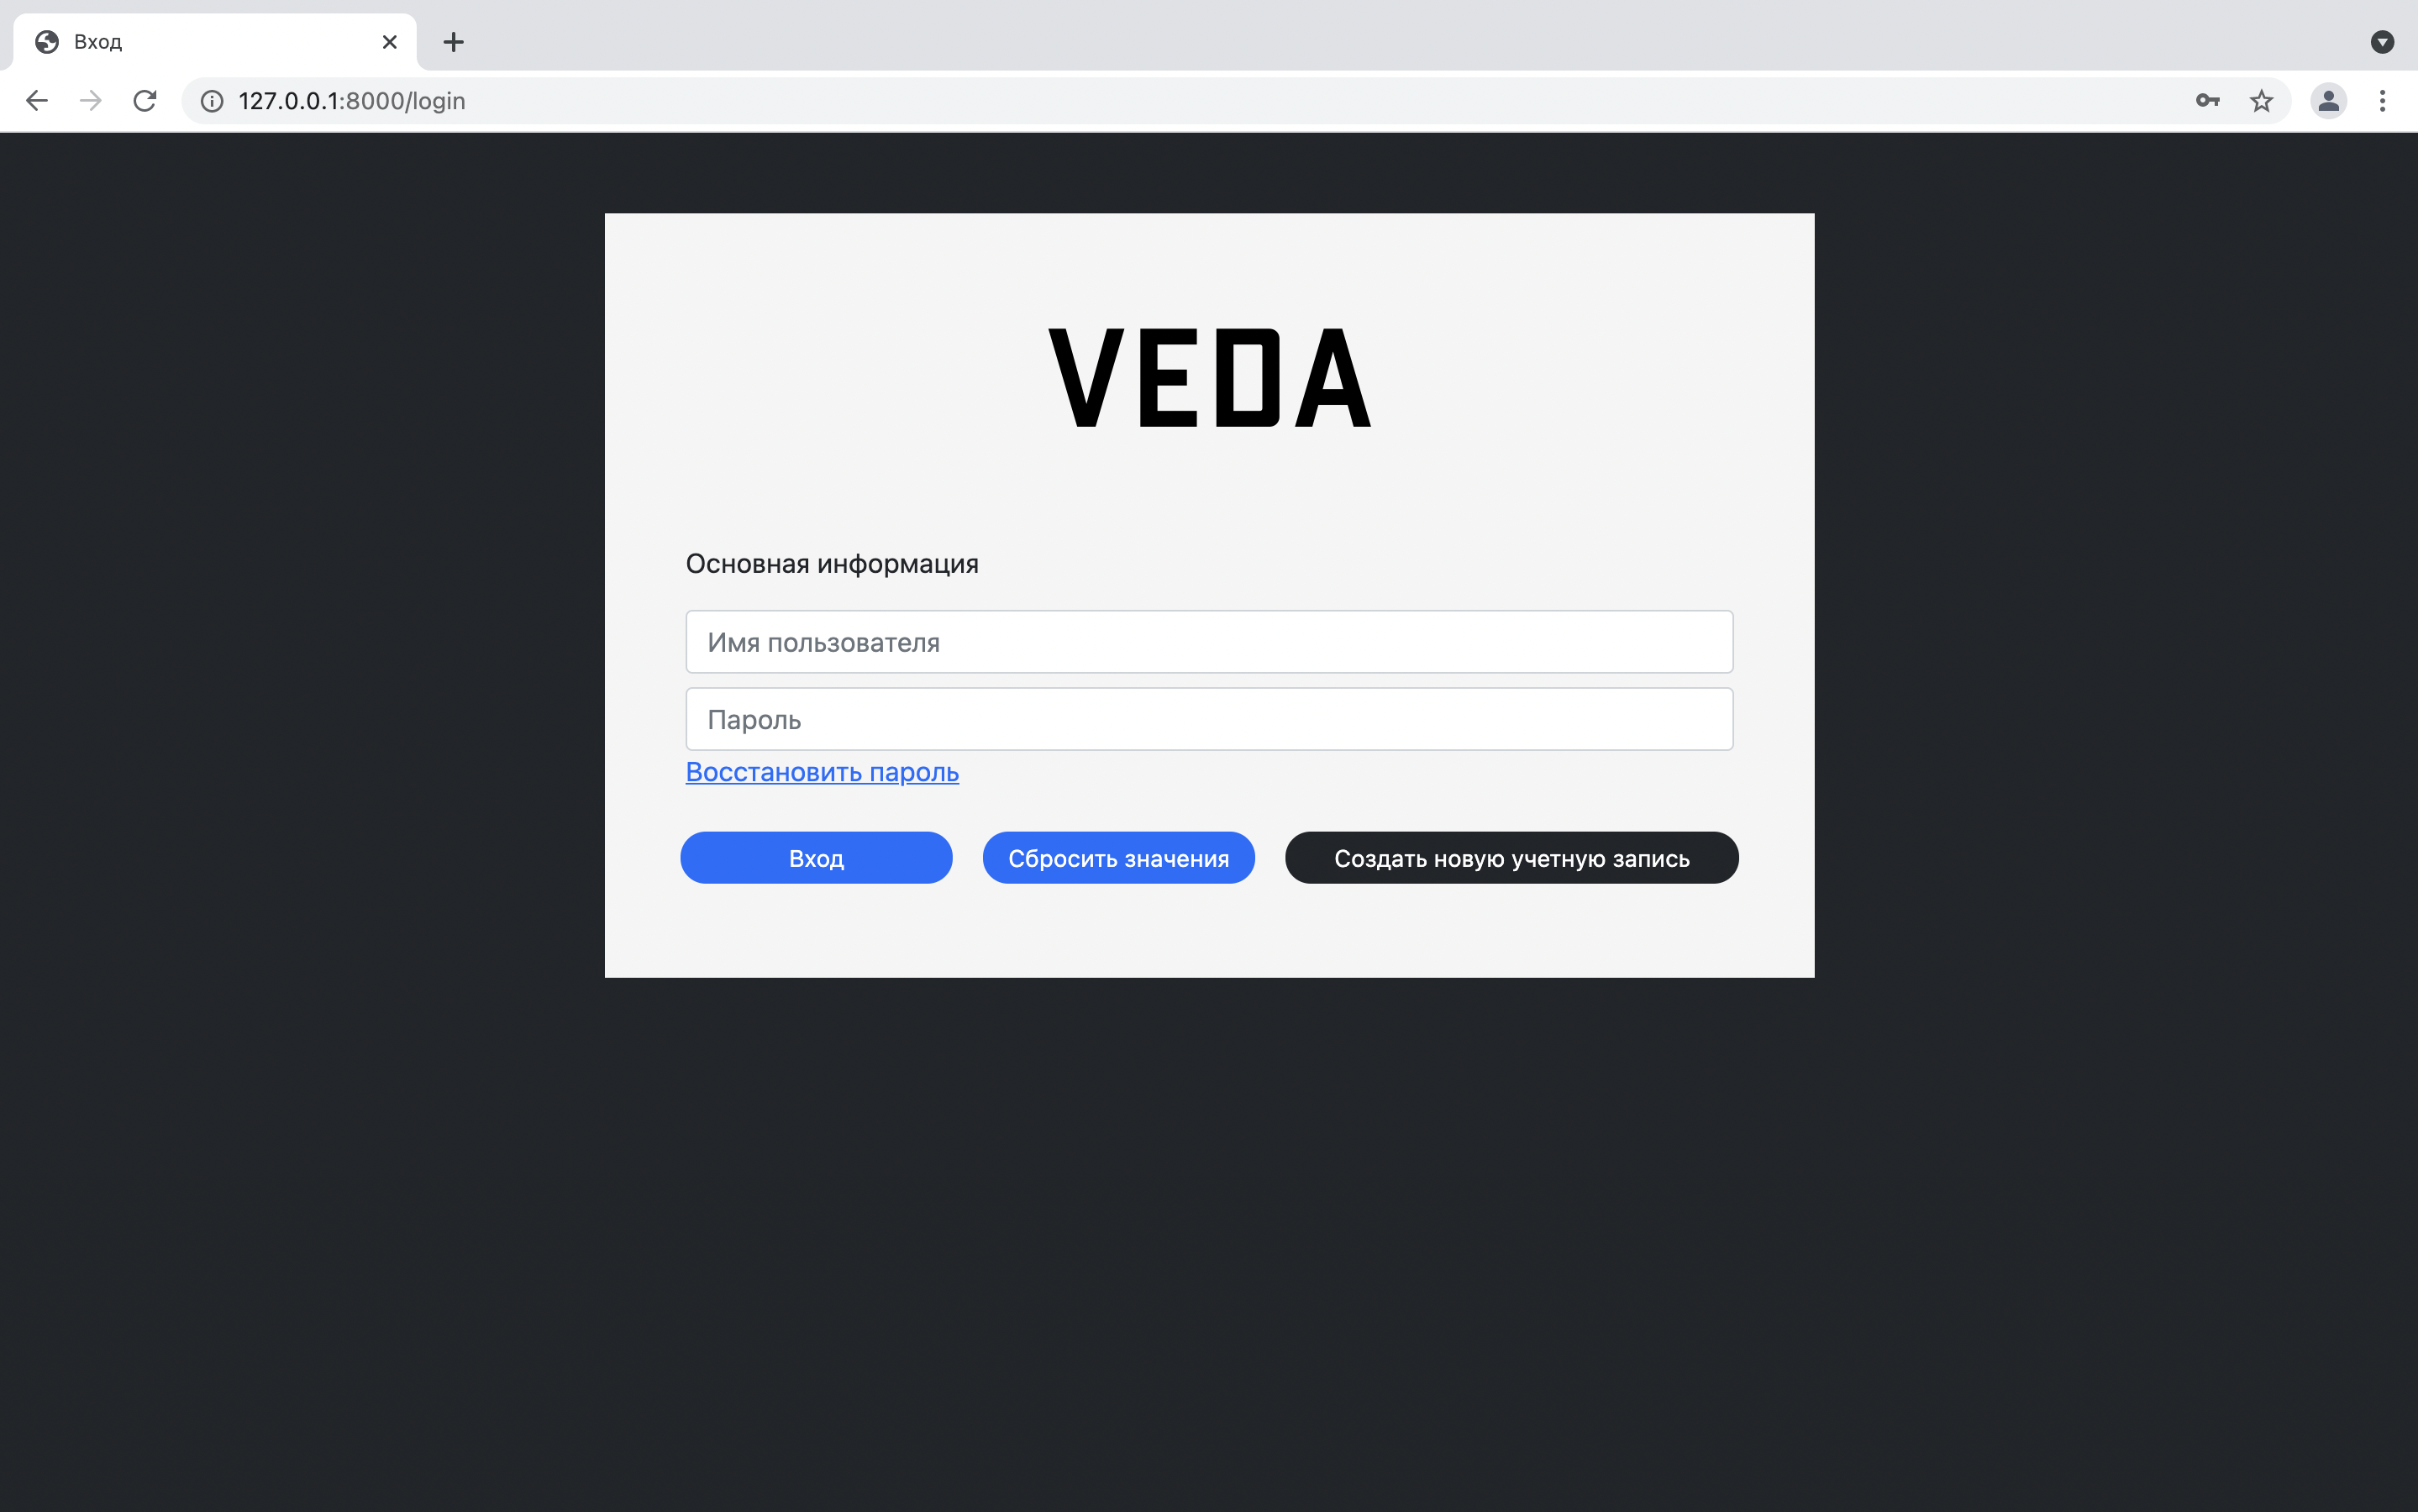 Вход
127.0.0.1:8000/login
VEDA
Основная информация
Имя пользователя
Пароль
Восстановить пароль
Вход Сбросить значения Создать новую учетную запись